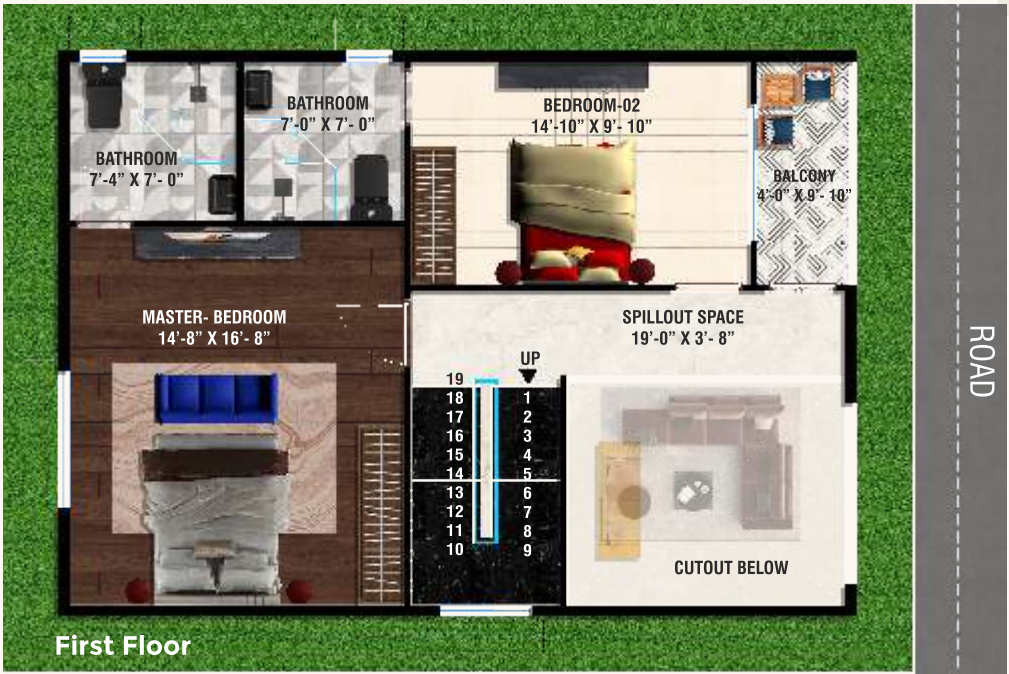 BATHROOM
7'-4" X 7'- 0"
BATHROOM
7'-0" X 7'- 0"
BEDROOM-02
14'-10" X 9'- 10"
BALCONY
4'-0" X 9'- 10"
MASTER- BEDROOM
14'-8" X 16'- 8"
SPILLOUT SPACE
19'-0" X 3'- 8"
ROAD
UP
19
18 1
17 2
16 3
15 4
14 5
13 6
12 7
11 8
10 9
CUTOUT BELOW
First Floor